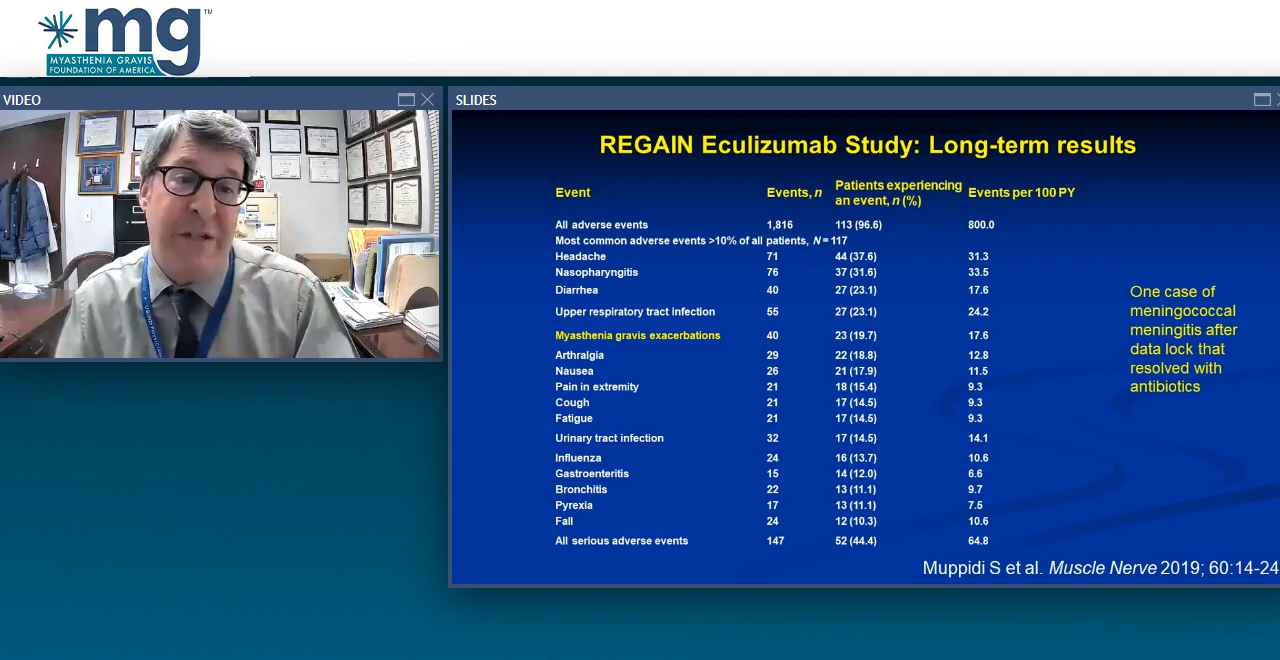 mg™
MYASTHENIA GRAVIS
FOUNDATION OF AMERICA
VIDEO
SLIDES
REGAIN Eculizumab Study: Long-term results
Event Events, n Patients experiencing an event, n (%) Events per 100 PY
All adverse events 1,816 113 (96.6) 800.0
Most common adverse events >10% of all patients, N = 117
Headache 71 44 (37.6) 31.3
Nasopharyngitis 76 37 (31.6) 33.5
Diarrhea 40 27 (23.1) 17.6
Upper respiratory tract infection 55 27 (23.1) 24.2
Myasthenia gravis exacerbations 40 23 (19.7) 17.6
Arthralgia 29 22 (18.8) 12.8
Nausea 26 21 (17.9) 11.5
Pain in extremity 21 18 (15.4) 9.3
Cough 21 17 (14.5) 9.3
Fatigue 21 17 (14.5) 9.3
Urinary tract infection 32 17 (14.5) 14.1
Influenza 24 16 (13.7) 10.6
Gastroenteritis 15 14 (12.0) 6.6
Bronchitis 22 13 (11.1) 9.7
Pyrexia 17 13 (11.1) 7.5
Fall 24 12 (10.3) 10.6
All serious adverse events 147 52 (44.4) 64.8
One case of
meningococcal
meningitis after
data lock that
resolved with
antibiotics
Muppidi S et al. Muscle Nerve 2019; 60:14-24